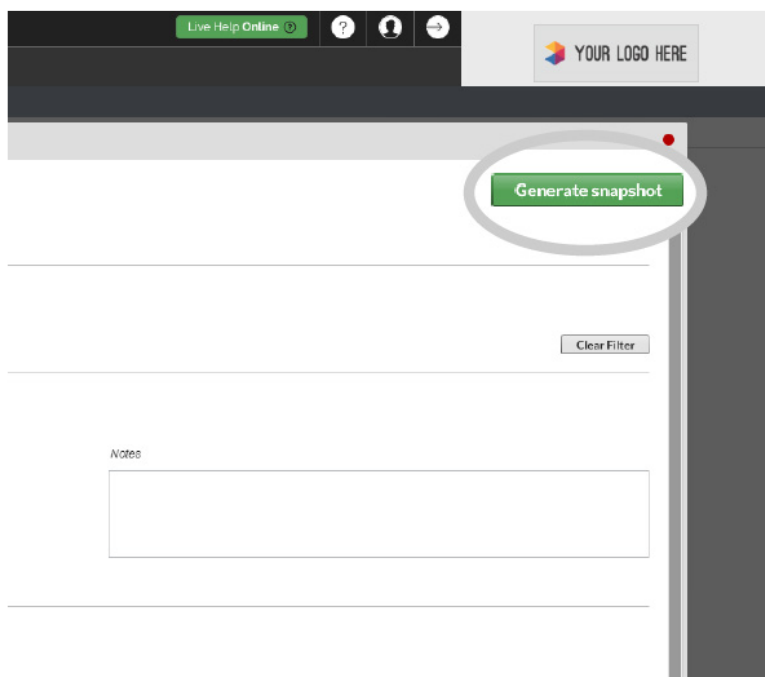 Live Help Online ?
?
YOUR LOGO HERE
Generate snapshot
Clear Filter
Notes